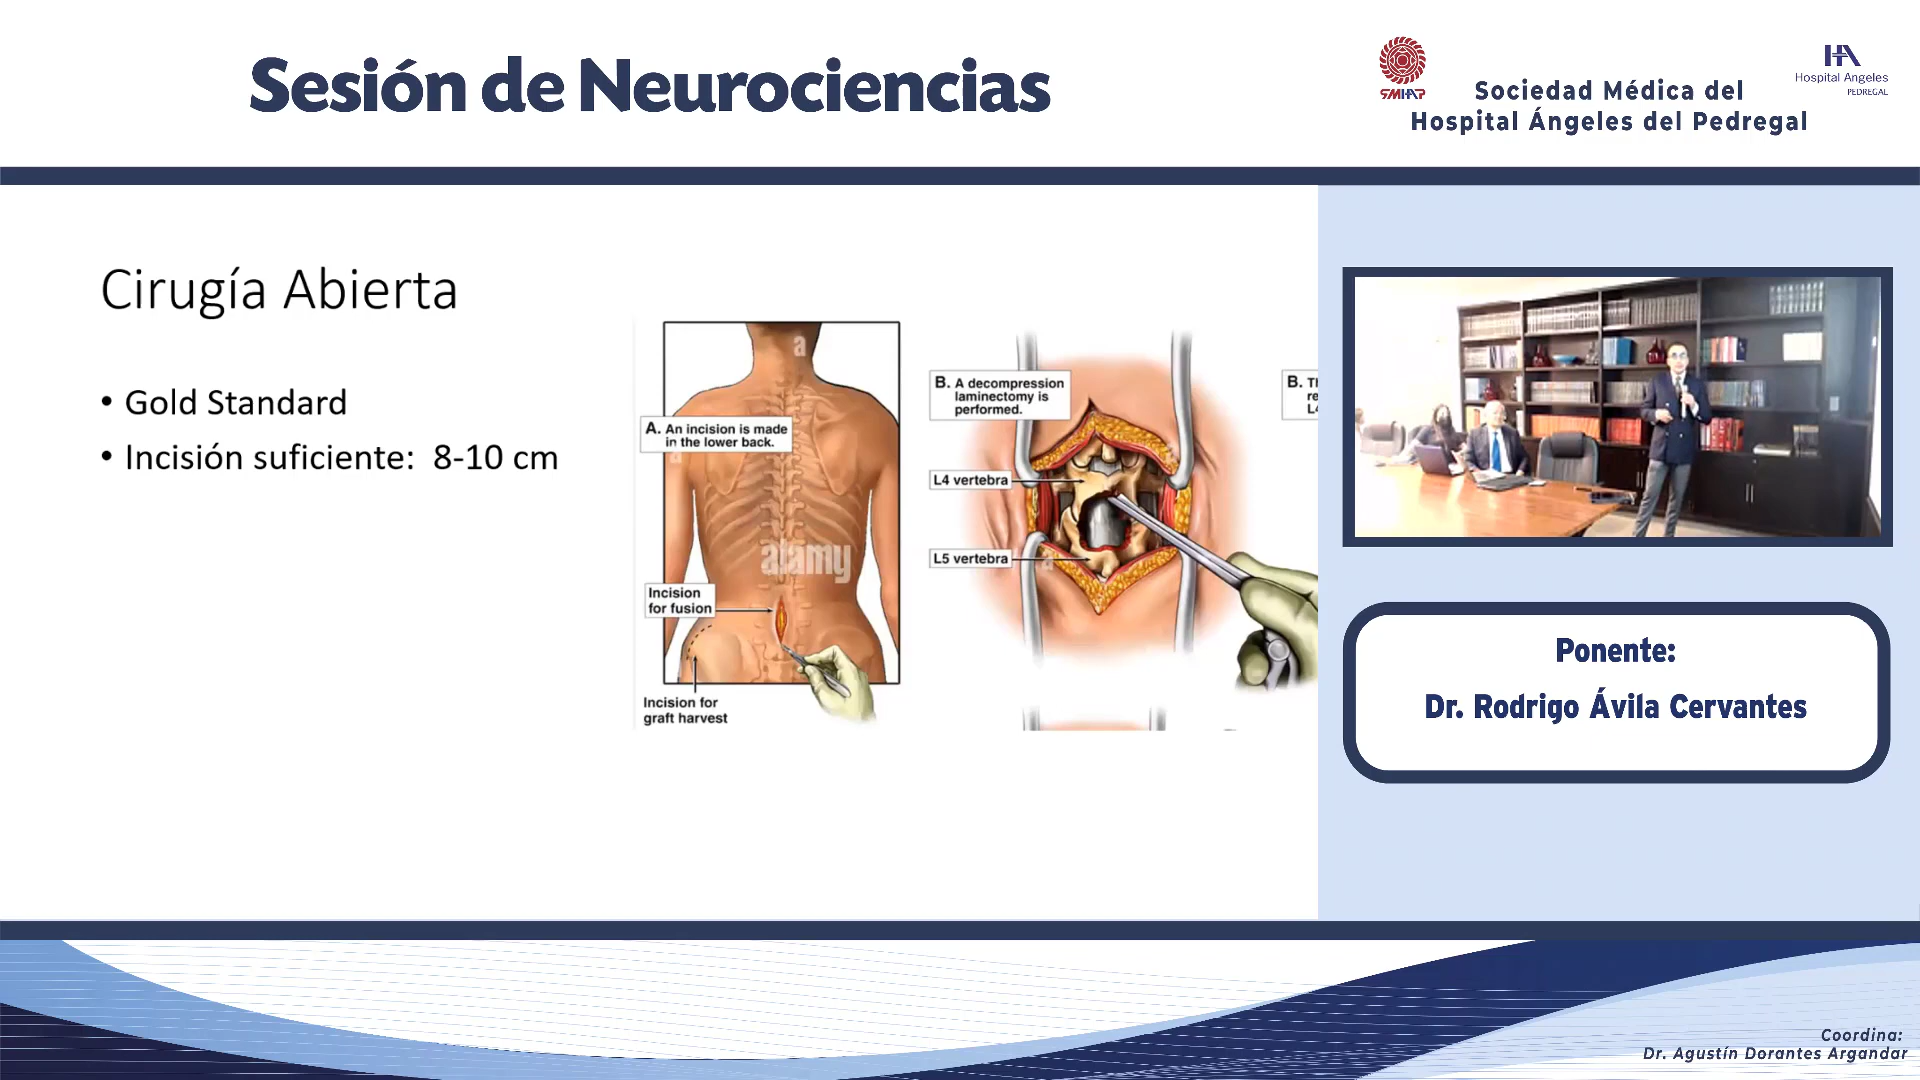 Sesión de Neurociencias
SMHAP
Sociedad Médica del
Hospital Ángeles del Pedregal
HA
Hospital Angeles
PEDREGAL
Cirugía Abierta
• Gold Standard
• Incisión suficiente: 8-10 cm
A. An incision is made
in the lower back.
a
a
alamy
Incision
for fusion
Incision for
graft harvest
B. A decompression
laminectomy is
performed.
L4 vertebra
L5 vertebra
a
B.
Ponente:
Dr. Rodrigo Ávila Cervantes
Coordina:
Dr. Agustín Dorantes Argandar